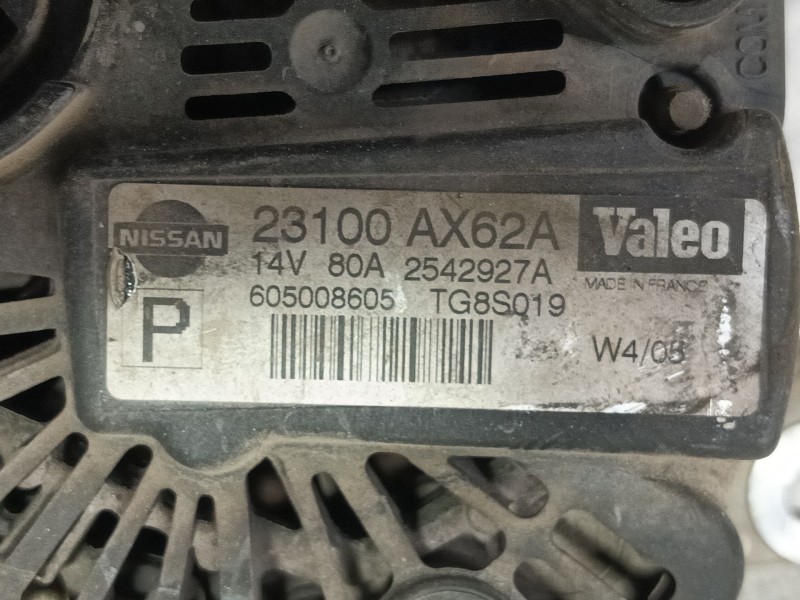 NISSAN
23100 AX62A
Valeo
14V 80A 2542927A
MADE IN FRANCE
605008605 TG8S019
P
W4/05